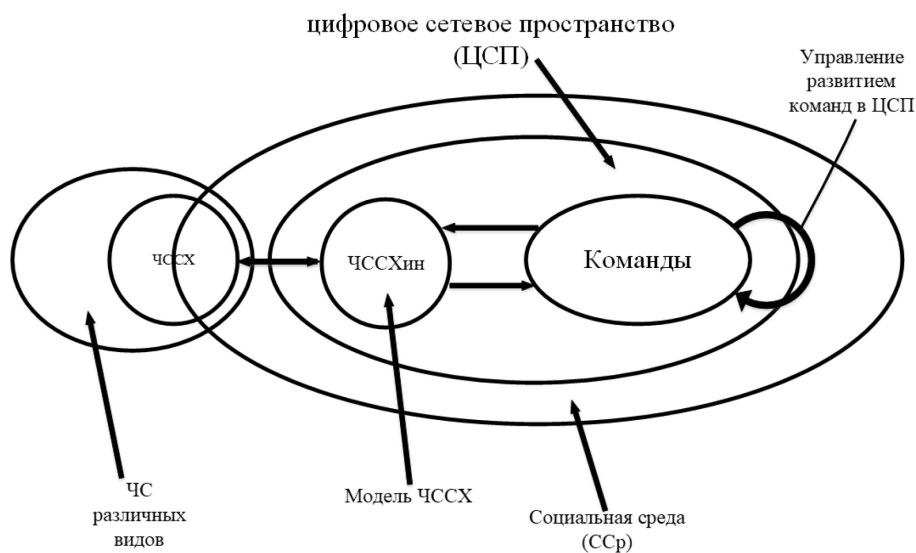 цифровое сетевое пространство
(ЦСП)
Управление
развитием
команд в ЦСП
ЧССХ
ЧССХин
Команды
ЧС
различных
видов
Модель ЧССХ
Социальная среда
(ССр)